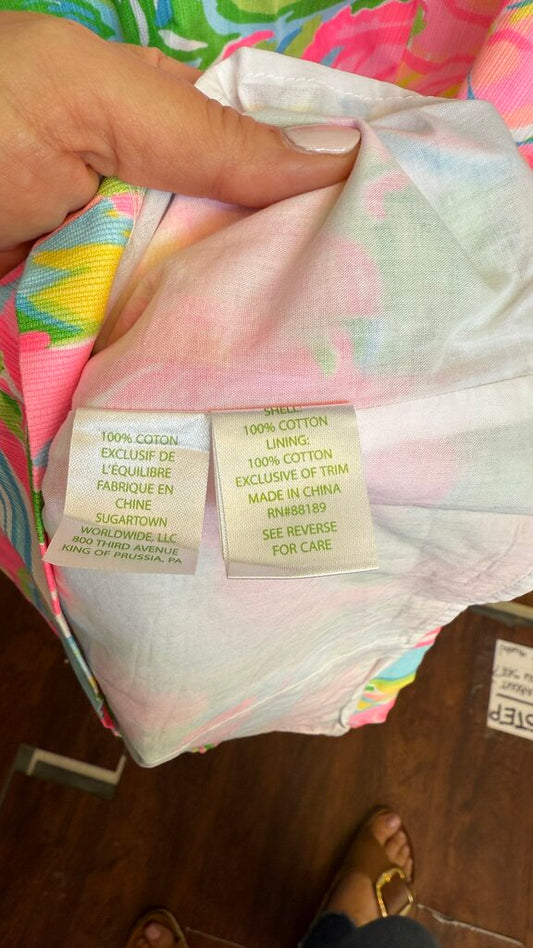 100% COTON
EXCLUSIF DE
L'ÉQUILIBRE
FABRIQUE EN
CHINE
SUGARTOWN
WORLDWIDE, LLC
800 THIRD AVENUE
KING OF PRUSSIA, PA
SHELL:
100% COTTON
LINING:
100% COTTON
EXCLUSIVE OF TRIM
MADE IN CHINA
RN#88189
SEE REVERSE
FOR CARE
STEP